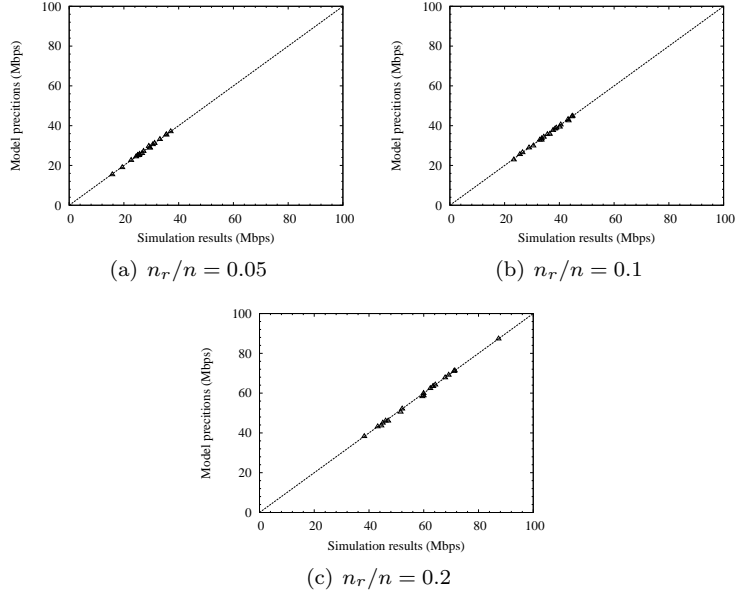 100
80
60
40
20
0
Model precitions (Mbps)
0 20 40 60 80 100
Simulation results (Mbps)
(a) n_r/n = 0.05
100
80
60
40
20
0
Model precitions (Mbps)
0 20 40 60 80 100
Simulation results (Mbps)
(b) n_r/n = 0.1
100
80
60
40
20
0
Model precitions (Mbps)
0 20 40 60 80 100
Simulation results (Mbps)
(c) n_r/n = 0.2